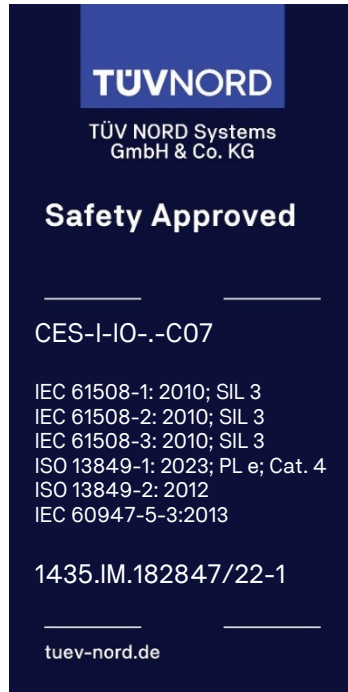 TÜVNORD
TÜV NORD Systems
GmbH & Co. KG
Safety Approved
CES-I-IO-.-C07
IEC 61508-1: 2010; SIL 3
IEC 61508-2: 2010; SIL 3
IEC 61508-3: 2010; SIL 3
ISO 13849-1: 2023; PL e; Cat. 4
ISO 13849-2: 2012
IEC 60947-5-3:2013
1435.IM.182847/22-1
tuev-nord.de